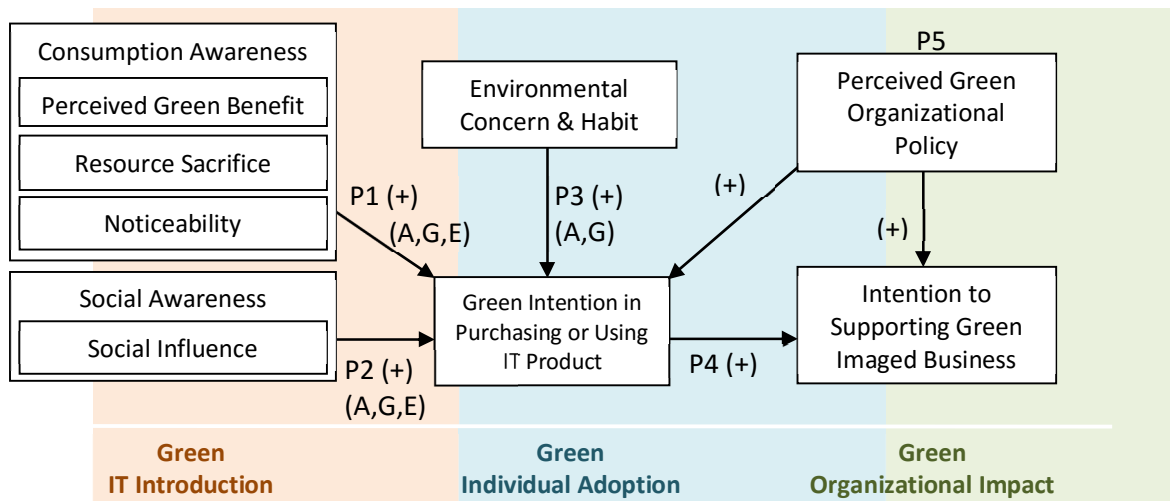 Consumption Awareness
Perceived Green Benefit
Resource Sacrifice
Noticeability
Social Awareness
Social Influence
P1 (+)
(A,G,E)
P2 (+)
(A,G,E)
Environmental
Concern & Habit
P3 (+)
(A,G)
Green Intention in
Purchasing or Using
IT Product
P4 (+)
P5
Perceived Green
Organizational
Policy
(+)
(+)
Intention to
Supporting Green
Imaged Business
Green
IT Introduction
Green
Individual Adoption
Green
Organizational Impact